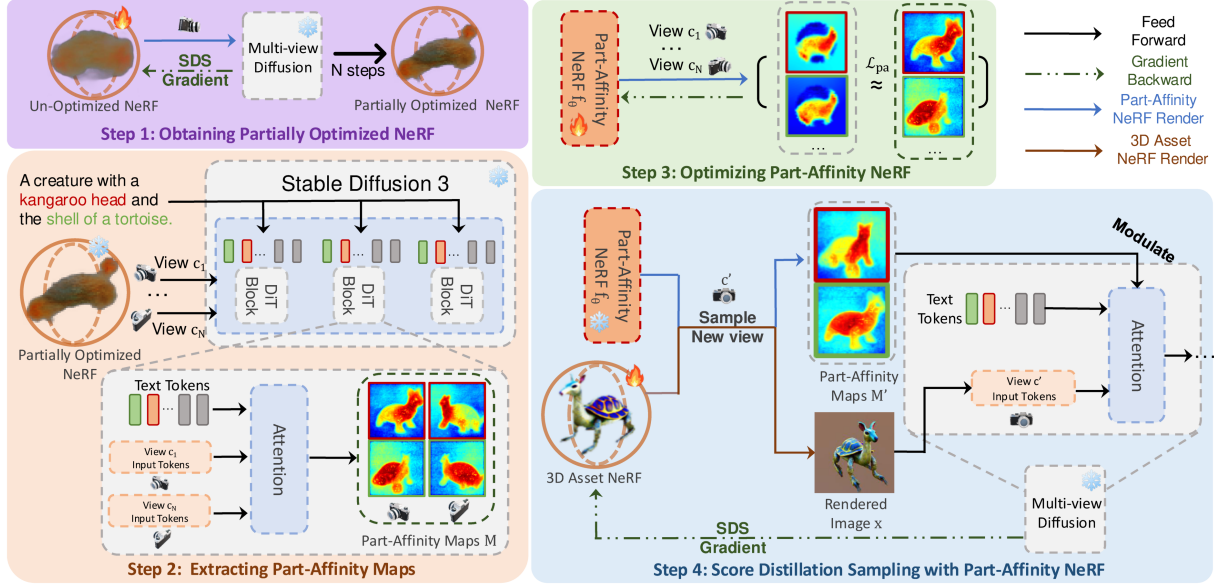 SDS
Gradient
Multi-view
Diffusion
N steps
Un-Optimized NeRF
Partially Optimized NeRF
Step 1: Obtaining Partially Optimized NeRF
A creature with a
kangaroo head and
the shell of a tortoise.
Stable Diffusion 3
...
...
...
DiT
Block
DiT
Block
DiT
Block
View c₁
...
View c_N
Partially Optimized
NeRF
Text Tokens
...
View c₁
Input Tokens
View c_N
Input Tokens
Attention
Part-Affinity Maps M
Step 2: Extracting Part-Affinity Maps
Part-Affinity
NeRF f_θ
View c₁
...
View c_N
ℒ_pa
≈
...
...
Step 3: Optimizing Part-Affinity NeRF
Feed
Forward
Gradient
Backward
Part-Affinity
NeRF Render
3D Asset
NeRF Render
Part-Affinity
NeRF f_θ
3D Asset NeRF
c'
Sample
New view
Part-Affinity
Maps M'
Rendered
Image x
Modulate
Text
Tokens
...
View c'
Input Tokens
Attention
...
Multi-view
Diffusion
SDS
Gradient
Step 4: Score Distillation Sampling with Part-Affinity NeRF